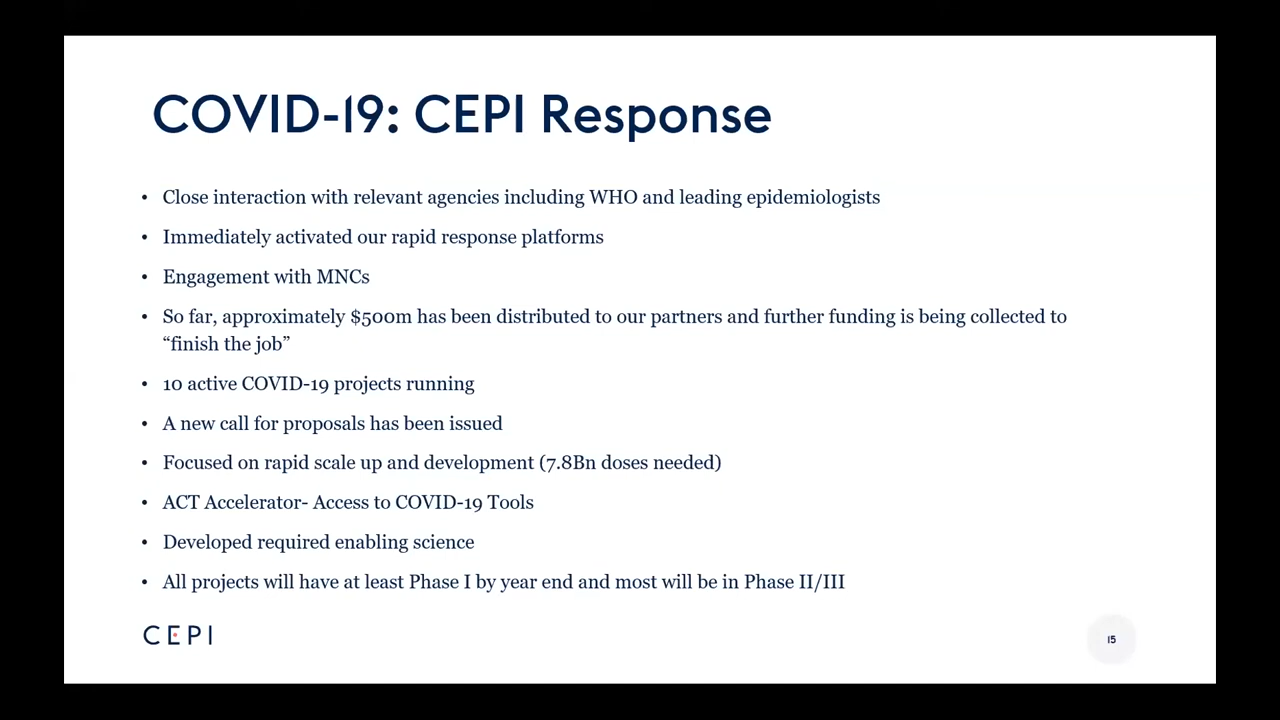 COVID-19: CEPI Response
• Close interaction with relevant agencies including WHO and leading epidemiologists
• Immediately activated our rapid response platforms
• Engagement with MNCs
• So far, approximately $500m has been distributed to our partners and further funding is being collected to
“finish the job”
• 10 active COVID-19 projects running
• A new call for proposals has been issued
• Focused on rapid scale up and development (7.8Bn doses needed)
• ACT Accelerator- Access to COVID-19 Tools
• Developed required enabling science
• All projects will have at least Phase I by year end and most will be in Phase II/III
CEPI
15